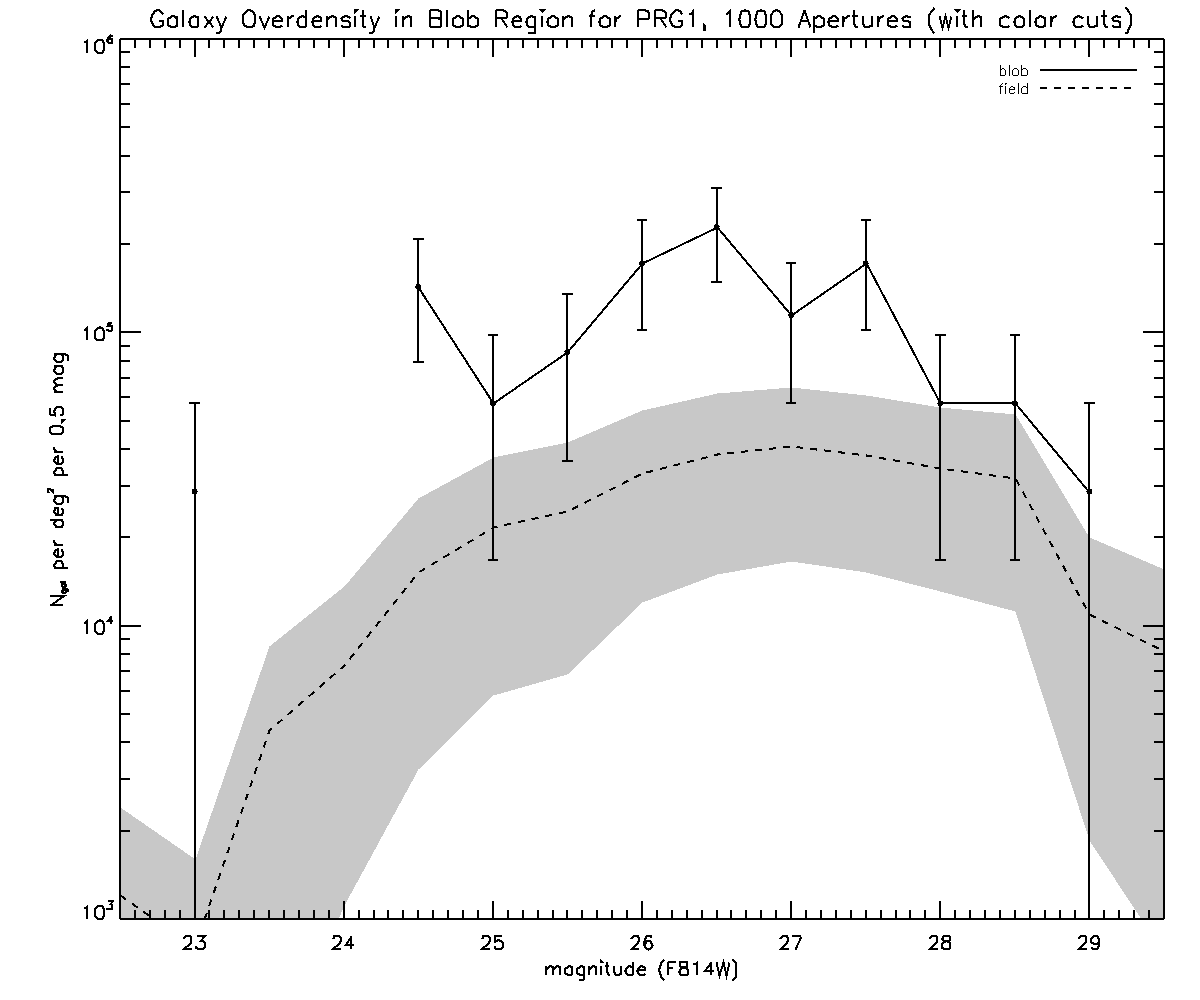 Galaxy Overdensity in Blob Region for PRG1, 1000 Apertures (with color cuts)
blob
field
10⁶
10⁵
10⁴
10³
N_gal per deg² per 0.5 mag
23 24 25 26 27 28 29
magnitude (F814W)